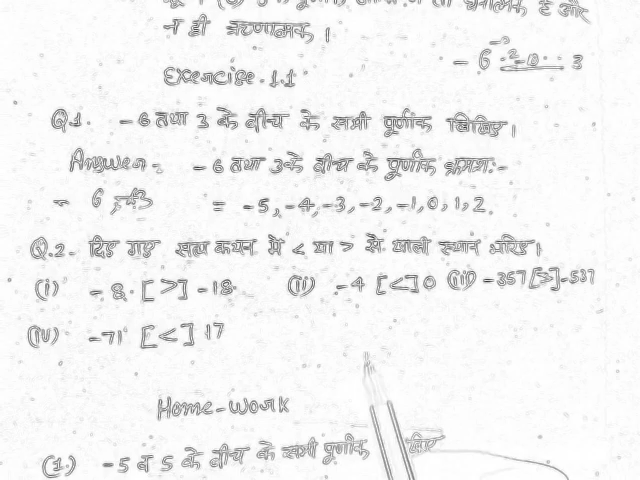 न ही ऋणात्मक ।
Exercise. 1.1
Q.1. -6 तथा 3 के बीच के सभी पूर्णांक लिखिए।
Answer - -6 तथा 3 के बीच के पूर्णांक क्रमशः-
= -5, -4, -3, -2, -1, 0, 1, 2.
Q.2- दिए गए सत्य कथन में < या > से खाली स्थान भरिए।
(i) -8. [>] -18. (ii) -4 [<] 0 (iii) -357 [>] -537
(iv) -71 [<] 17
Home-work
(1.) -5 व 5 के बीच के सभी पूर्णांक